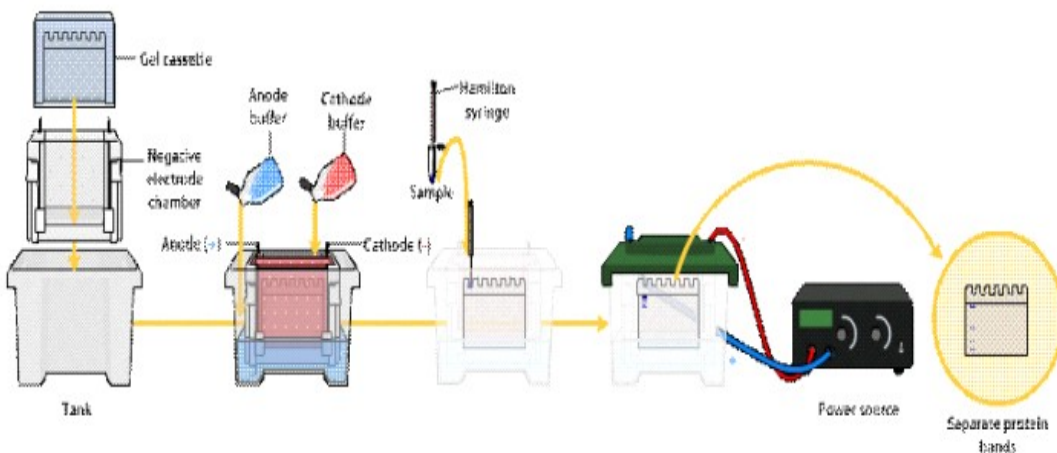 Gel cassette
Anode
buffer
Cathode
buffer
Hamilton
syringe
Negative
electrode
chamber
Sample
Anode (+)
Cathode (-)
Tank
Power source
Separate protein
bands